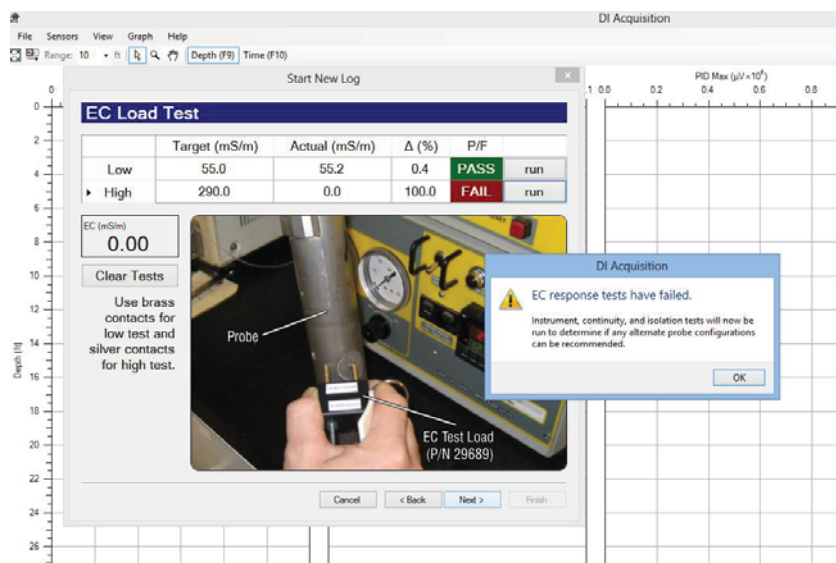 DI Acquisition
File Sensors View Graph Help
Range: 10 ft Depth (F9) Time (F10)
Start New Log
PID Max (µV×10⁶)
0 .1 0.0 0.2 0.4 0.6 0.8
EC Load Test
Target (mS/m) Actual (mS/m) Δ (%) P/F
Low 55.0 55.2 0.4 PASS run
High 290.0 0.0 100.0 FAIL run
EC (mS/m)
0.00
Clear Tests
Use brass
contacts for
low test and
silver contacts
for high test.
Probe
EC Test Load
(P/N 29689)
DI Acquisition
EC response tests have failed.
Instrument, continuity, and isolation tests will now be
run to determine if any alternate probe configurations
can be recommended.
OK
Cancel < Back Next > Finish
Depth (ft)
0
2
4
6
8
10
12
14
16
18
20
22
24
26